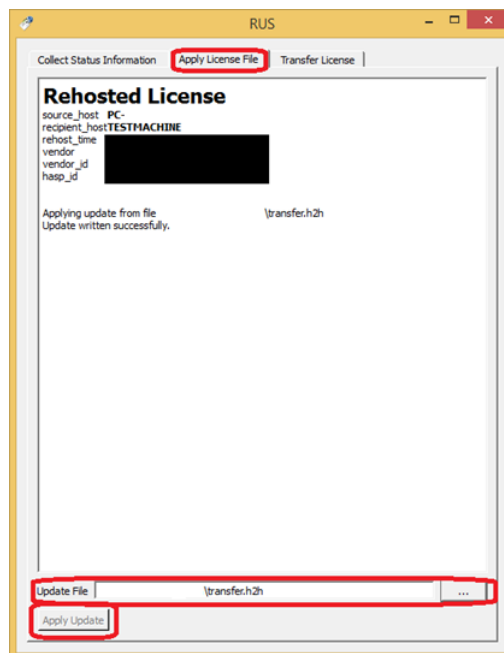 RUS
Collect Status Information Apply License File Transfer License
Rehosted License
source_host PC-
recipient_host TESTMACHINE
rehost_time
vendor
vendor_id
hasp_id
Applying update from file \transfer.h2h
Update written successfully.
Update File \transfer.h2h ...
Apply Update